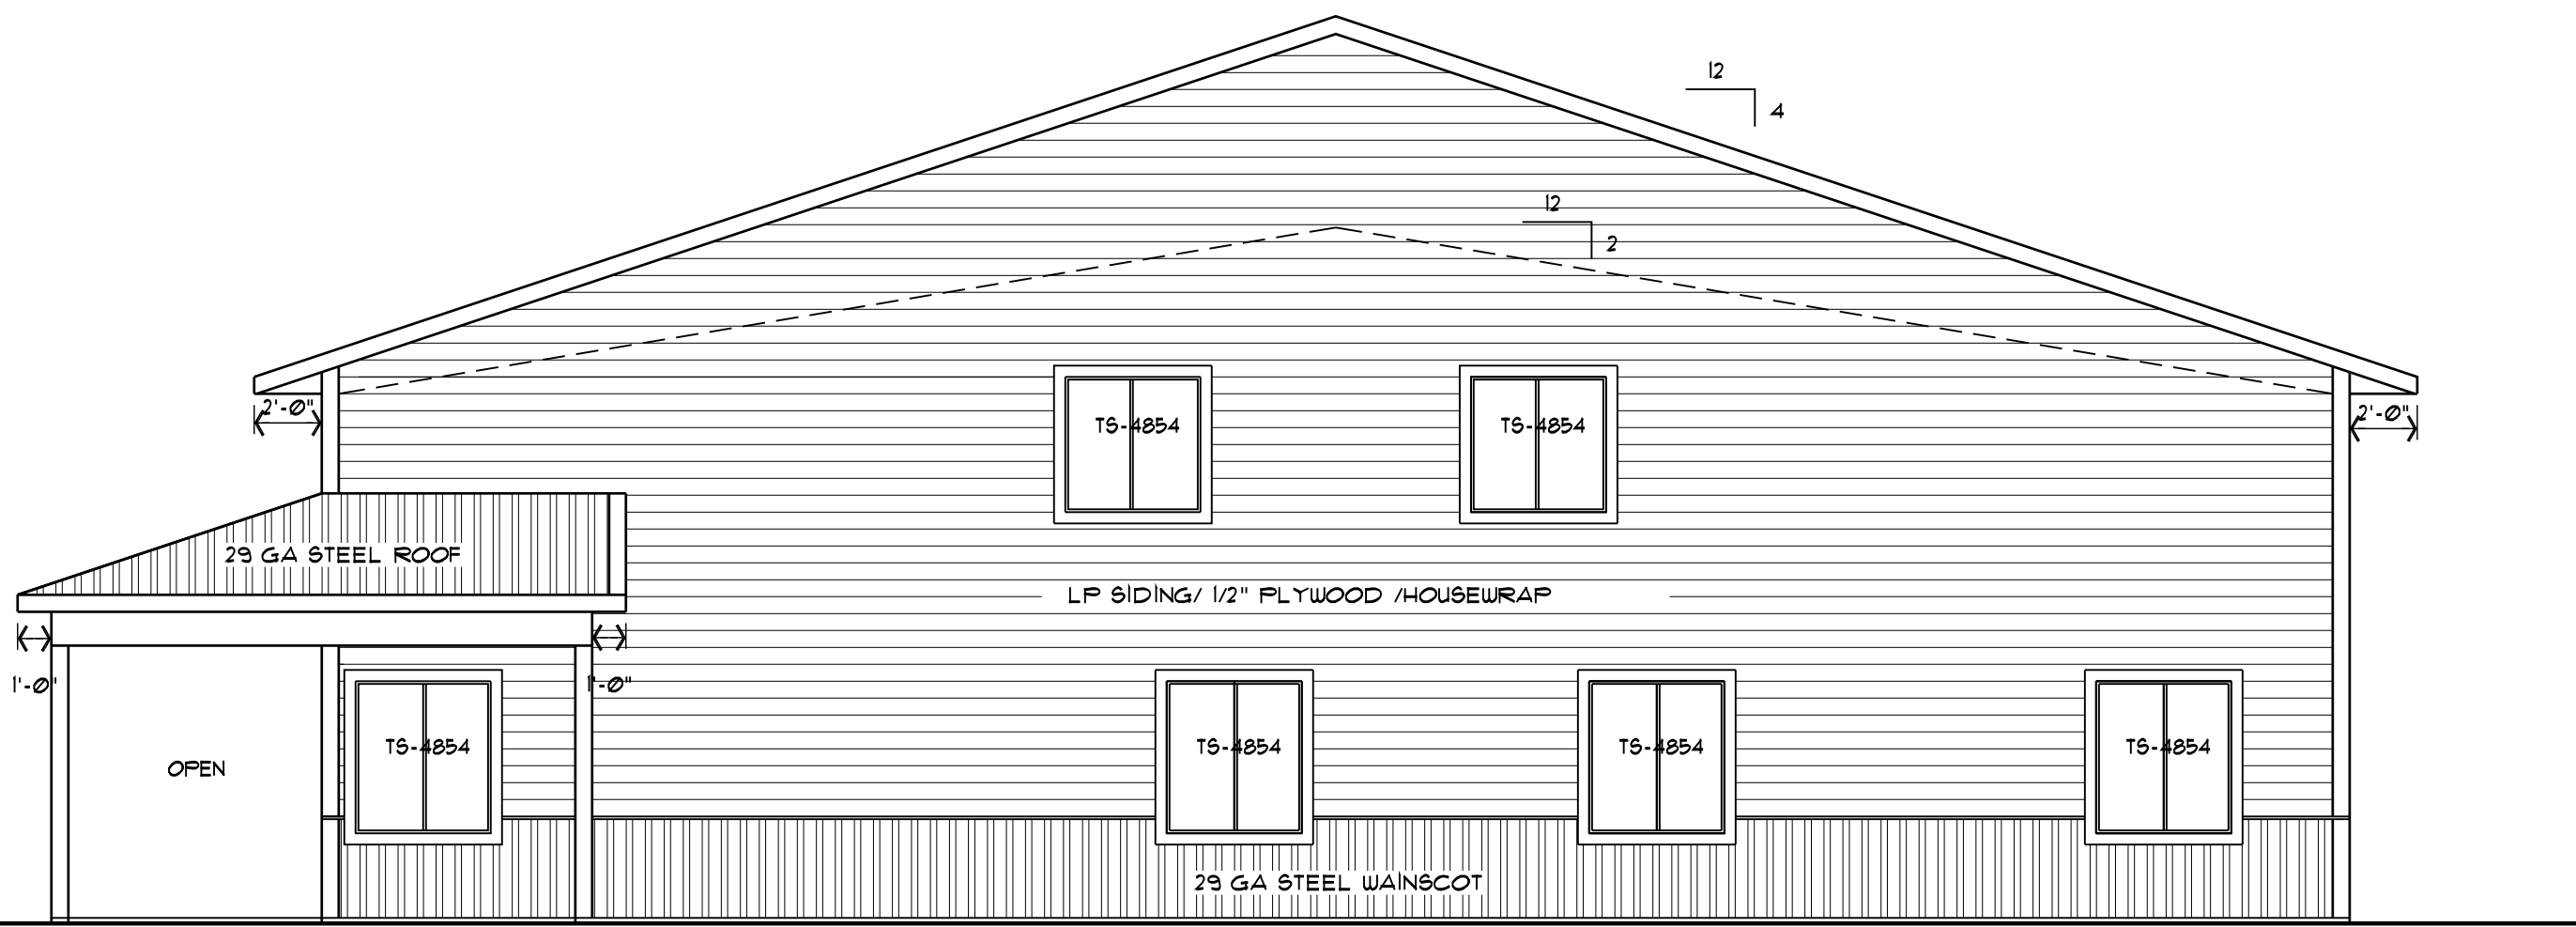 12
4
12
2
2'-0"
2'-0"
TS-4854
TS-4854
29 GA STEEL ROOF
LP SIDING/ 1/2" PLYWOOD /HOUSEWRAP
1'-0"
1'-0"
TS-4854
TS-4854
TS-4854
TS-4854
OPEN
29 GA STEEL WAINSCOT